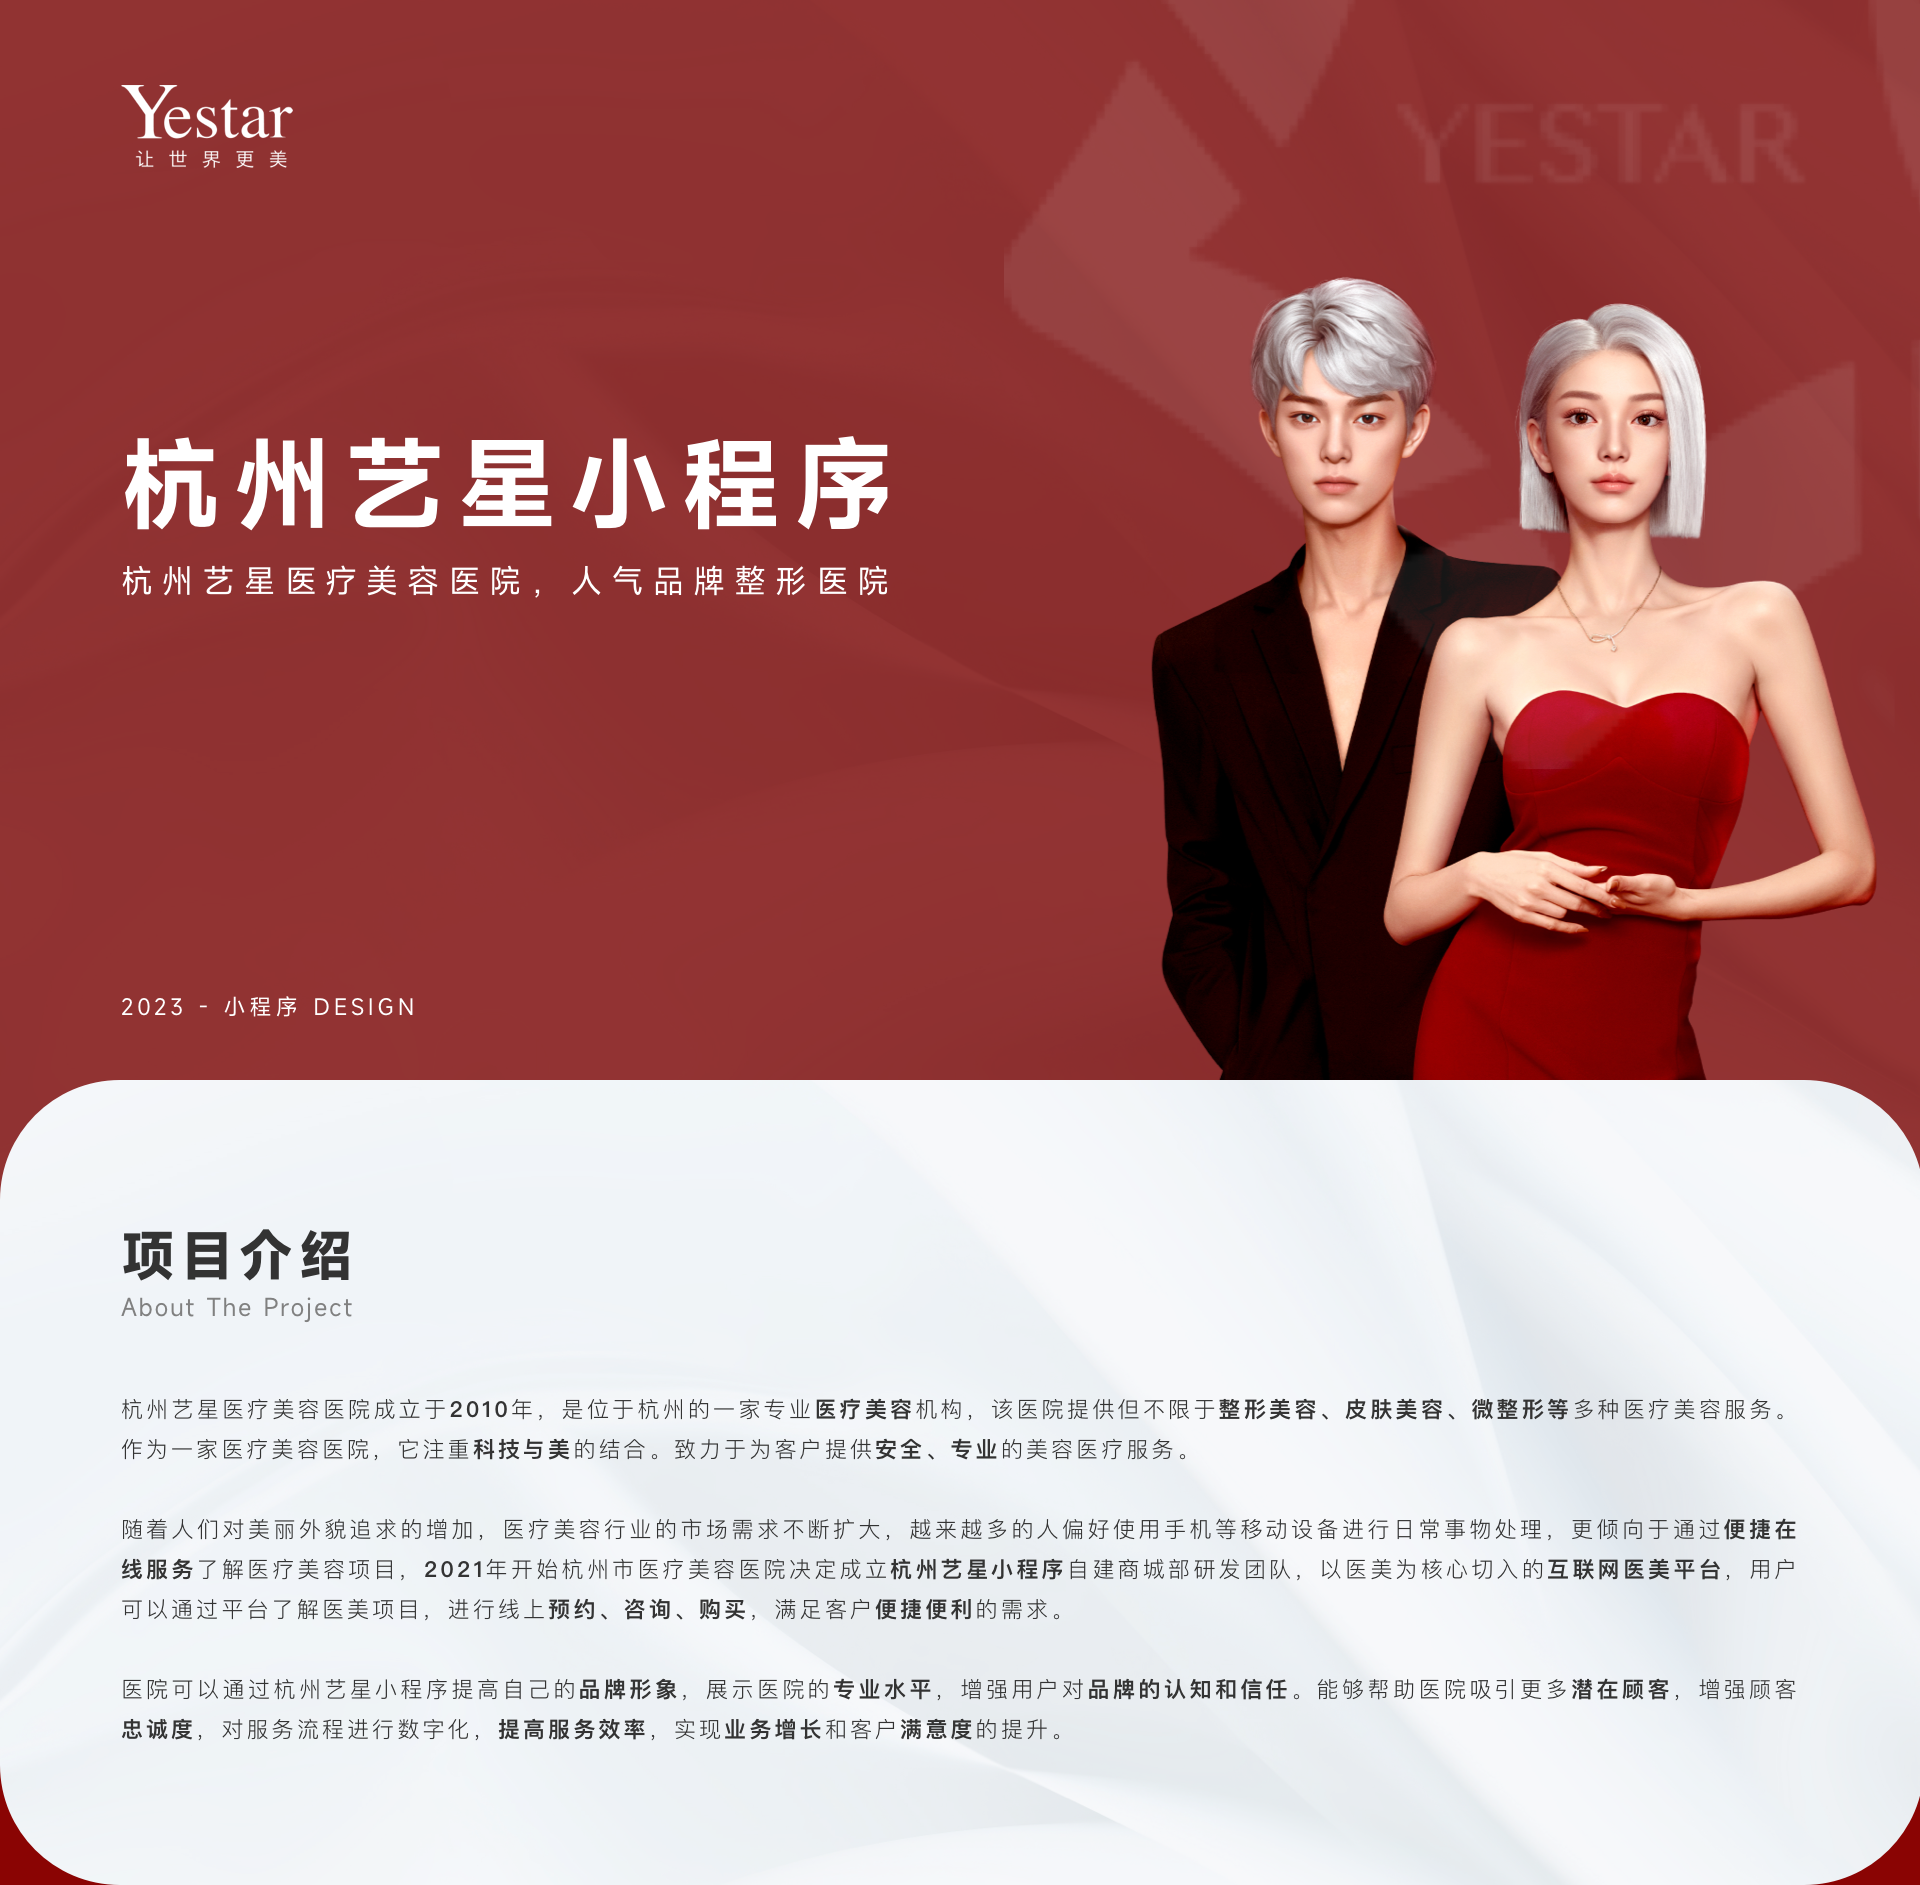 Yestar
让世界更美
YESTAR
杭州艺星小程序
杭州艺星医疗美容医院，人气品牌整形医院
2023 - 小程序 DESIGN
项目介绍
About The Project
杭州艺星医疗美容医院成立于2010年，是位于杭州的一家专业医疗美容机构，该医院提供但不限于整形美容、皮肤美容、微整形等多种医疗美容服务。
作为一家医疗美容医院，它注重科技与美的结合。致力于为客户提供安全、专业的美容医疗服务。
随着人们对美丽外貌追求的增加，医疗美容行业的市场需求不断扩大，越来越多的人偏好使用手机等移动设备进行日常事物处理，更倾向于通过便捷在
线服务了解医疗美容项目，2021年开始杭州市医疗美容医院决定成立杭州艺星小程序自建商城部研发团队，以医美为核心切入的互联网医美平台，用户
可以通过平台了解医美项目，进行线上预约、咨询、购买，满足客户便捷便利的需求。
医院可以通过杭州艺星小程序提高自己的品牌形象，展示医院的专业水平，增强用户对品牌的认知和信任。能够帮助医院吸引更多潜在顾客，增强顾客
忠诚度，对服务流程进行数字化，提高服务效率，实现业务增长和客户满意度的提升。